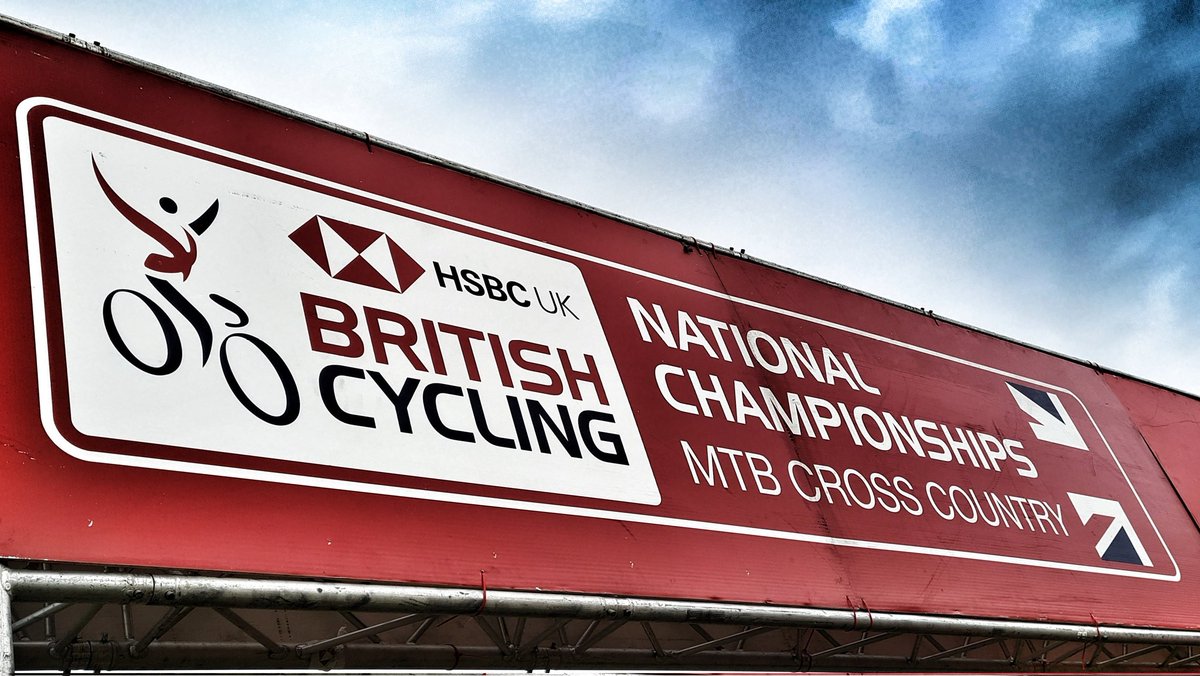 HSBC UK
BRITISH
CYCLING
NATIONAL
CHAMPIONSHIPS
MTB CROSS COUNTRY